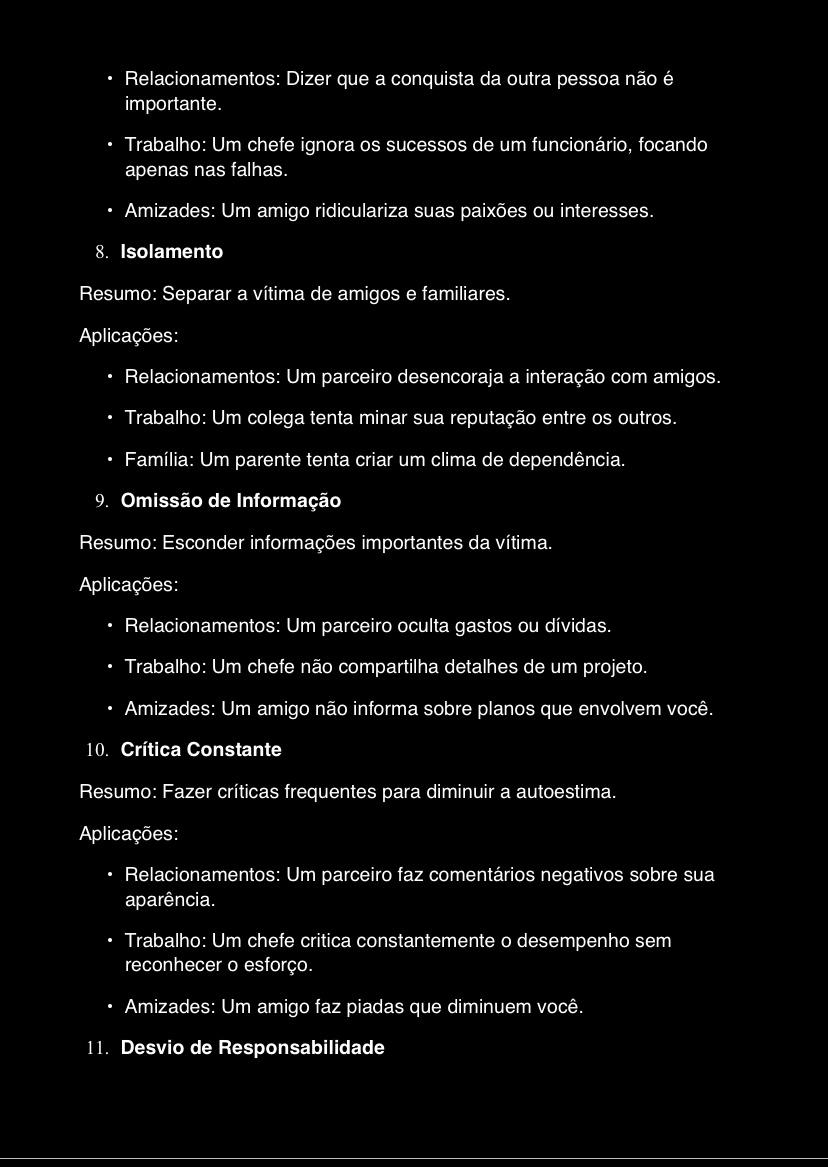 • Relacionamentos: Dizer que a conquista da outra pessoa não é
importante.
• Trabalho: Um chefe ignora os sucessos de um funcionário, focando
apenas nas falhas.
• Amizades: Um amigo ridiculariza suas paixões ou interesses.
8. Isolamento
Resumo: Separar a vítima de amigos e familiares.
Aplicações:
• Relacionamentos: Um parceiro desencoraja a interação com amigos.
• Trabalho: Um colega tenta minar sua reputação entre os outros.
• Família: Um parente tenta criar um clima de dependência.
9. Omissão de Informação
Resumo: Esconder informações importantes da vítima.
Aplicações:
• Relacionamentos: Um parceiro oculta gastos ou dívidas.
• Trabalho: Um chefe não compartilha detalhes de um projeto.
• Amizades: Um amigo não informa sobre planos que envolvem você.
10. Crítica Constante
Resumo: Fazer críticas frequentes para diminuir a autoestima.
Aplicações:
• Relacionamentos: Um parceiro faz comentários negativos sobre sua
aparência.
• Trabalho: Um chefe critica constantemente o desempenho sem
reconhecer o esforço.
• Amizades: Um amigo faz piadas que diminuem você.
11. Desvio de Responsabilidade